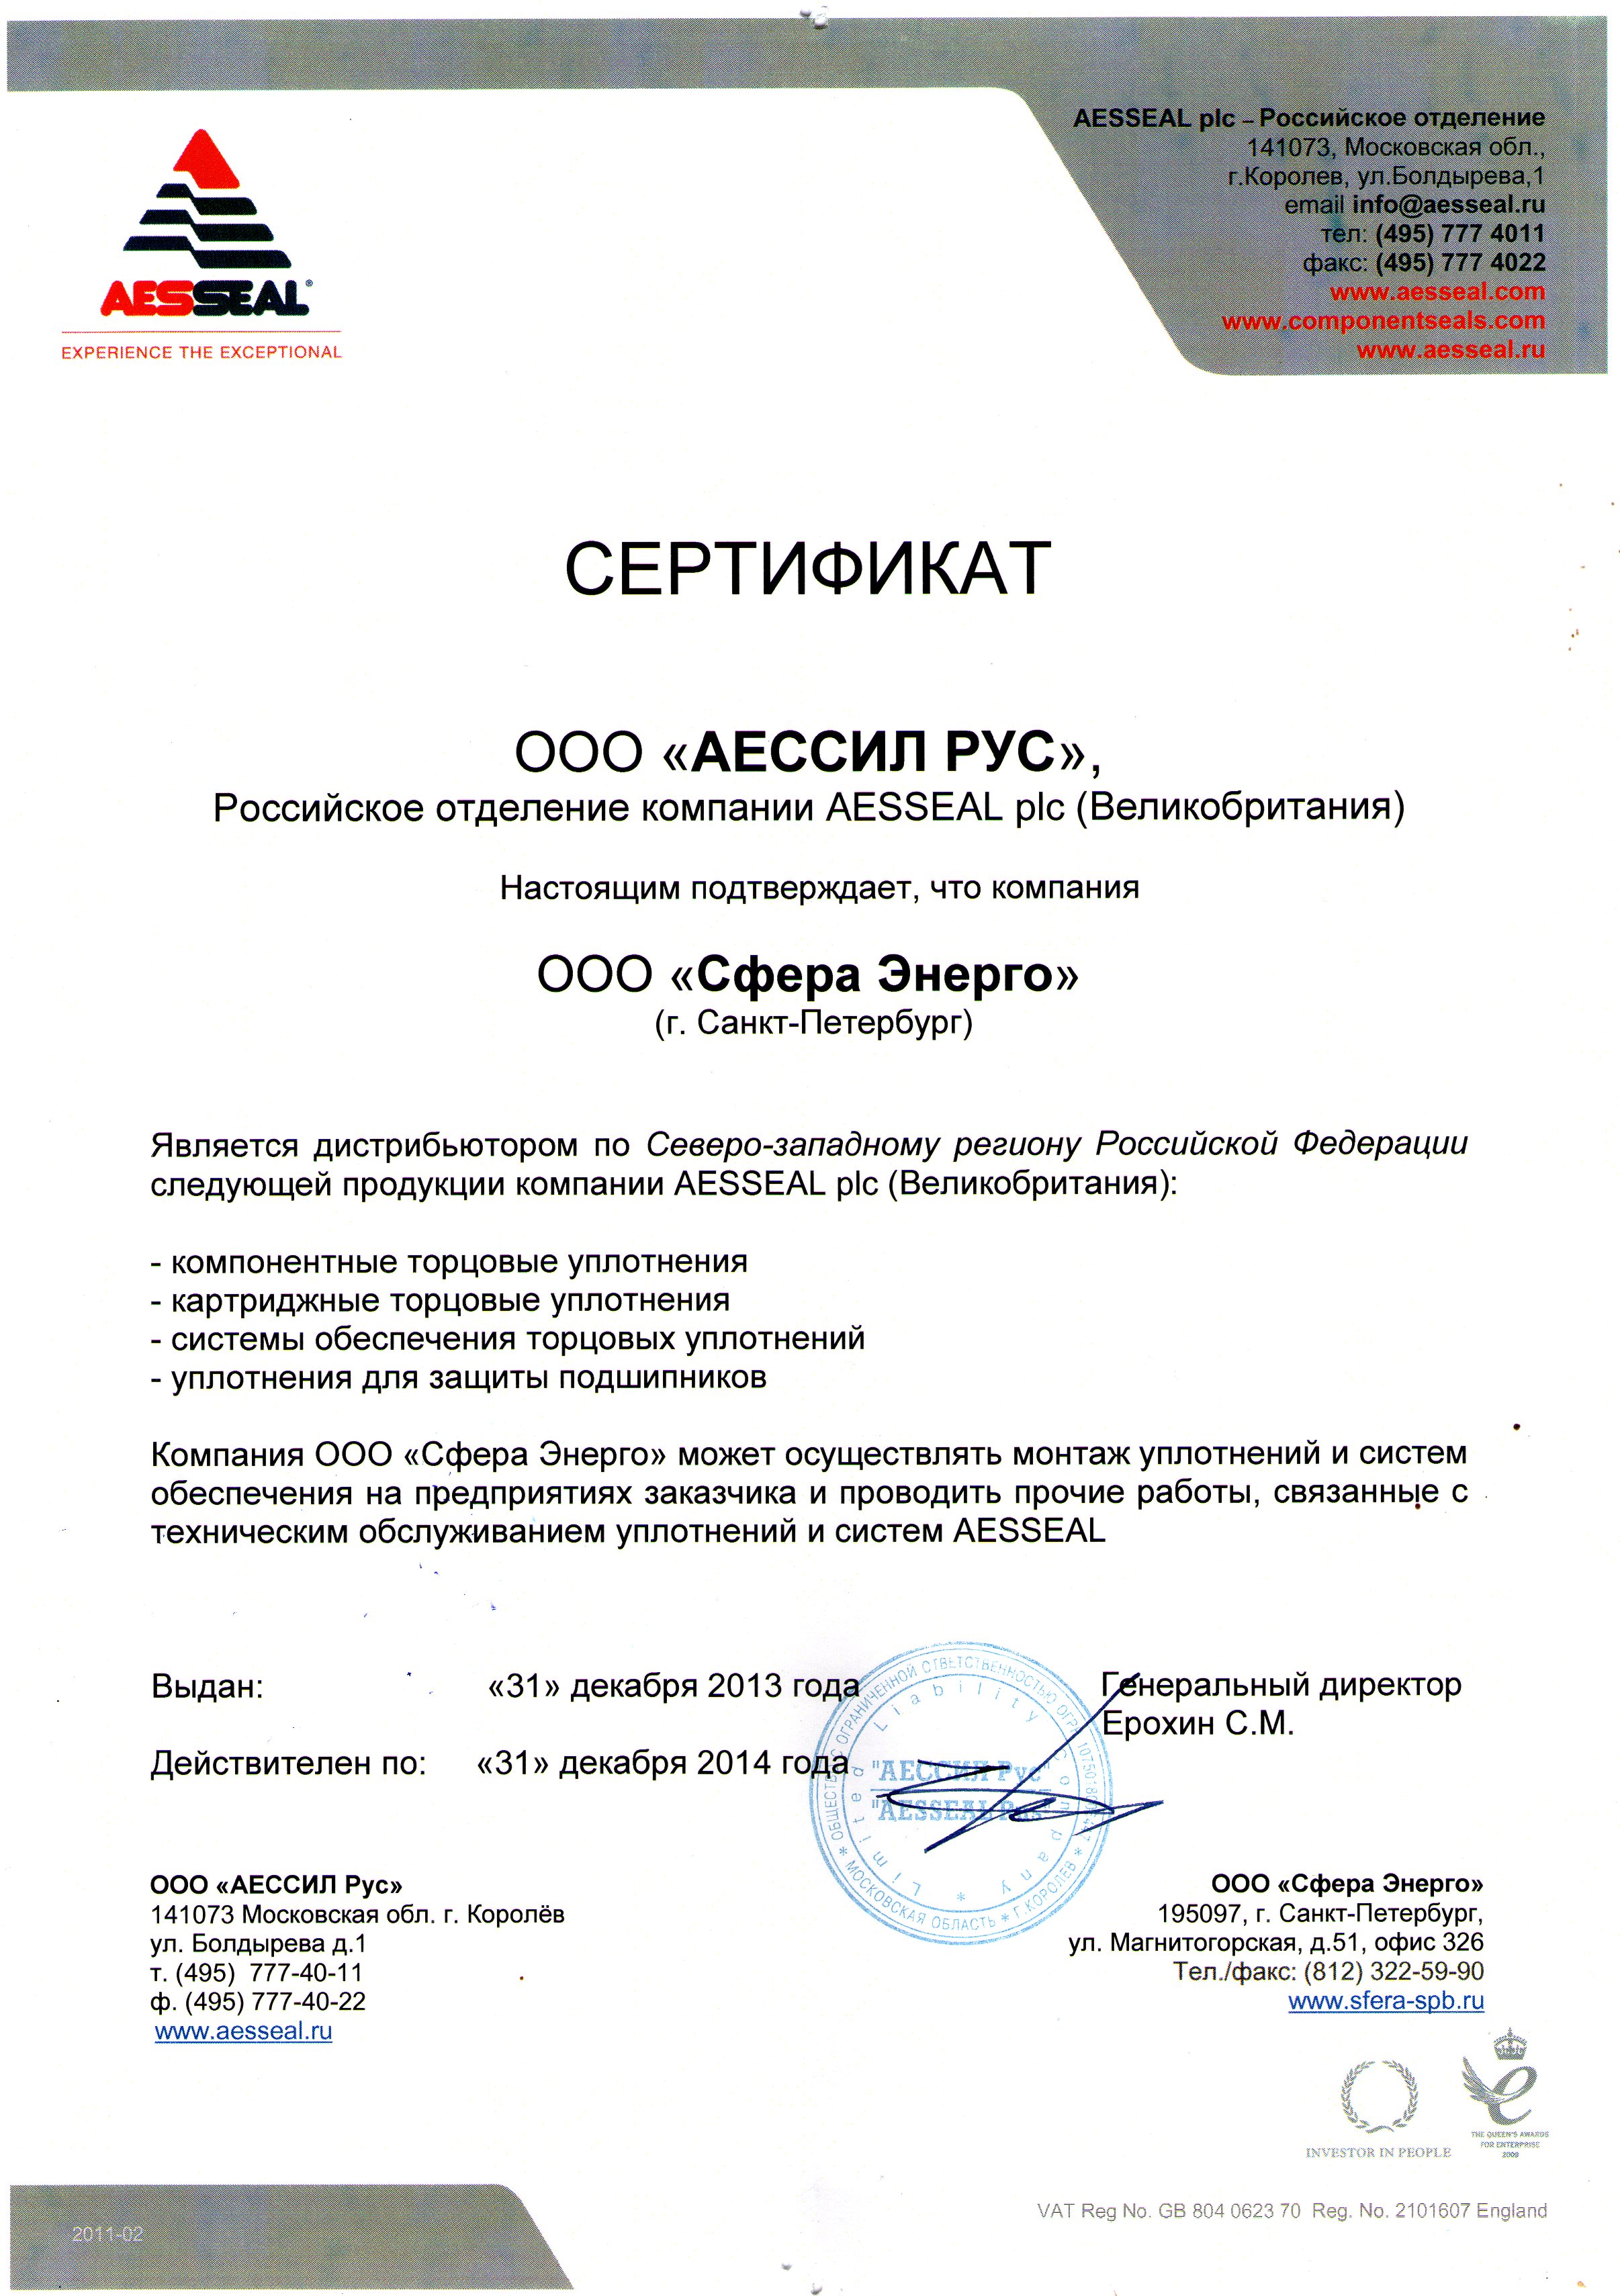 AESSEAL plc – Российское отделение
141073, Московская обл.,
г.Королев, ул.Болдырева,1
email info@aesseal.ru
тел: (495) 777 4011
факс: (495) 777 4022
www.aesseal.com
www.componentseals.com
www.aesseal.ru
AESSEAL®
EXPERIENCE THE EXCEPTIONAL
СЕРТИФИКАТ
ООО «АЕССИЛ РУС»,
Российское отделение компании AESSEAL plc (Великобритания)
Настоящим подтверждает, что компания
ООО «Сфера Энерго»
(г. Санкт-Петербург)
Является дистрибьютором по Северо-западному региону Российской Федерации
следующей продукции компании AESSEAL plc (Великобритания):
- компонентные торцовые уплотнения
- картриджные торцовые уплотнения
- системы обеспечения торцовых уплотнений
- уплотнения для защиты подшипников
Компания ООО «Сфера Энерго» может осуществлять монтаж уплотнений и систем
обеспечения на предприятиях заказчика и проводить прочие работы, связанные с
техническим обслуживанием уплотнений и систем AESSEAL
Выдан: «31» декабря 2013 года
Генеральный директор
Ерохин С.М.
Действителен по: «31» декабря 2014 года
ОБЩЕСТВО С ОГРАНИЧЕННОЙ ОТВЕТСТВЕННОСТЬЮ ОГРН
* МОСКОВСКАЯ ОБЛАСТЬ * Г.КОРОЛЕВ *
Limited Liability Company *
"АЕССИЛ Рус"
"AESSEAL Rus"
ООО «АЕССИЛ Рус»
141073 Московская обл. г. Королёв
ул. Болдырева д.1
т. (495) 777-40-11
ф. (495) 777-40-22
www.aesseal.ru
ООО «Сфера Энерго»
195097, г. Санкт-Петербург,
ул. Магнитогорская, д.51, офис 326
Тел./факс: (812) 322-59-90
www.sfera-spb.ru
INVESTOR IN PEOPLE
THE QUEEN'S AWARDS
FOR ENTERPRISE
2009
VAT Reg No. GB 804 0623 70 Reg. No. 2101607 England
2011-02